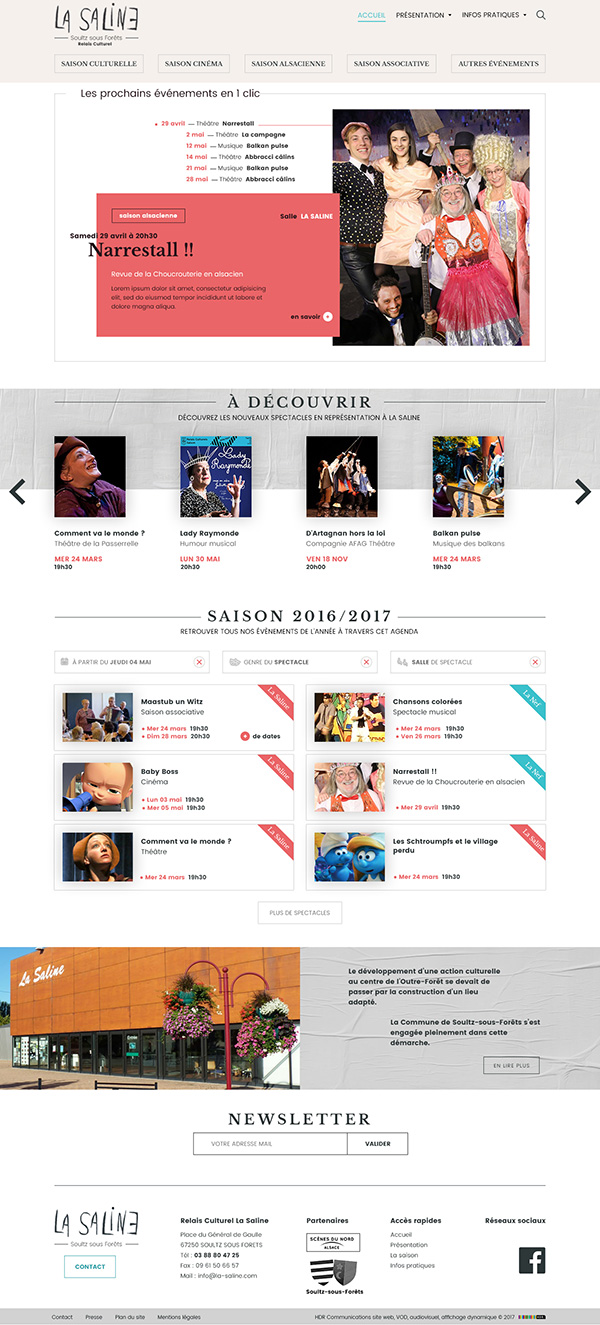 LA SALINE
Soultz sous Forêts
Relais Culturel
ACCUEIL
PRÉSENTATION
INFOS PRATIQUES
SAISON CULTURELLE
SAISON CINÉMA
SAISON ALSACIENNE
SAISON ASSOCIATIVE
AUTRES ÉVÉNEMENTS
Les prochains événements en 1 clic
29 avril — Théâtre Narrestall
2 mai — Théâtre La campagne
12 mai — Musique Balkan pulse
14 mai — Théâtre Abbracci câlins
21 mai — Musique Balkan pulse
28 mai — Théâtre Abbracci câlins
saison alsacienne
Salle LA SALINE
Samedi 29 avril à 20h30
Narrestall !!
Revue de la Choucrouterie en alsacien
Lorem ipsum dolor sit amet, consectetur adipisicing
elit, sed do eiusmod tempor incididunt ut labore et
dolore magna aliqua.
en savoir +
À DÉCOUVRIR
DÉCOUVREZ LES NOUVEAUX SPECTACLES EN REPRÉSENTATION À LA SALINE
Lady
Raymonde
Comment va le monde ?
Théâtre de la Passerelle
MER 24 MARS
19h30
Lady Raymonde
Humour musical
LUN 30 MAI
20h30
D'Artagnan hors la loi
Compagnie AFAG Théâtre
VEN 18 NOV
20h00
Balkan pulse
Musique des balkans
MER 24 MARS
19h30
SAISON 2016/2017
RETROUVER TOUS NOS ÉVÉNEMENTS DE L'ANNÉE À TRAVERS CET AGENDA
À PARTIR DU JEUDI 04 MAI
GENRE DU SPECTACLE
SALLE DE SPECTACLE
Maastub un Witz
Saison associative
Mer 24 mars 19h30
Dim 28 mars 20h30
+ de dates
La Saline
Chansons colorées
Spectacle musical
Mer 24 mars 19h30
Ven 26 mars 19h30
La Nef
Baby Boss
Cinéma
Lun 03 mai 19h30
Mer 05 mai 19h30
La Saline
Narrestall !!
Revue de la Choucrouterie en alsacien
Mer 29 avril 19h30
La Nef
Comment va le monde ?
Théâtre
Mer 24 mars 19h30
La Saline
Les Schtroumpfs et le village
perdu
Mer 24 mars 19h30
La Saline
PLUS DE SPECTACLES
La Saline
Le développement d'une action culturelle
au centre de l'Outre-Forêt se devait de
passer par la construction d'un lieu
adapté.
La Commune de Soultz-sous-Forêts s'est
engagée pleinement dans cette
démarche.
EN LIRE PLUS
NEWSLETTER
VOTRE ADRESSE MAIL
VALIDER
LA SALINE
Soultz sous Forêts
Relais Culturel
CONTACT
Relais Culturel La Saline
Place du Général de Gaulle
67250 SOULTZ SOUS FORETS
Tél : 03 88 80 47 25
Fax : 09 61 50 66 57
Mail : info@la-saline.com
Partenaires
SCÈNES DU NORD
ALSACE
Soultz-sous-Forêts
Accès rapides
Accueil
Présentation
La saison
Infos pratiques
Réseaux sociaux
Contact
Presse
Plan du site
Mentions légales
HDR Communications site web, VOD, audiovisuel, affichage dynamique © 2017